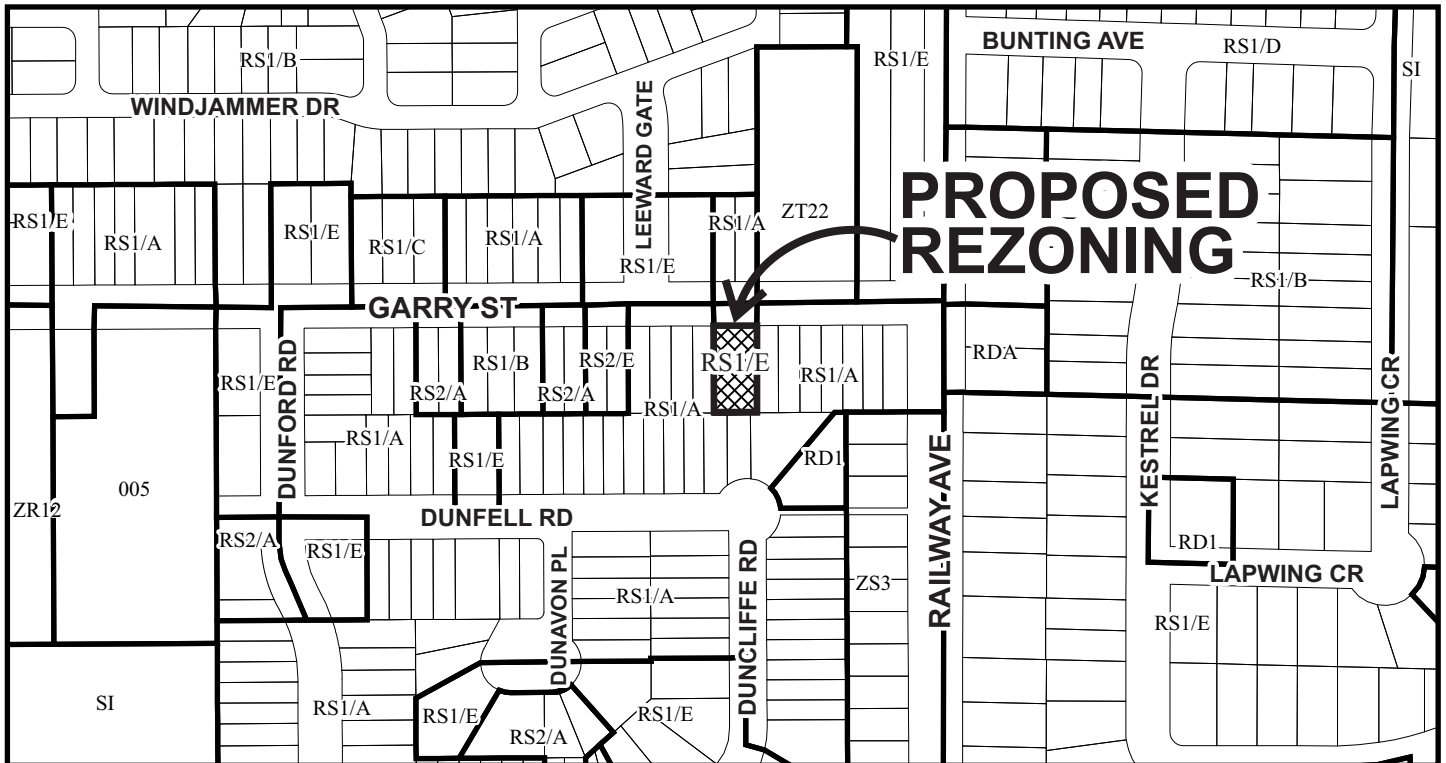 BUNTING AVE
RS1/D
RS1/B
RS1/E
SI
WINDJAMMER DR
LEEWARD GATE
PROPOSED
REZONING
RS1/E
RS1/A
RS1/E
RS1/C
RS1/A
RS1/A
ZT22
RS1/E
RS1/B
GARRY ST
DUNFORD RD
RS1/E
RS2/A
RS1/B
RS2/A
RS2/E
RS1/A
RS1/E
RS1/A
RDA
KESTREL DR
LAPWING CR
RS1/A
RS1/E
RD1
RAILWAY AVE
ZR12
005
DUNFELL RD
RS2/A
RS1/E
DUNAVON PL
RS1/A
DUNCLIFFE RD
ZS3
RD1
LAPWING CR
RS1/E
SI
RS1/A
RS1/E
RS2/A
RS1/E